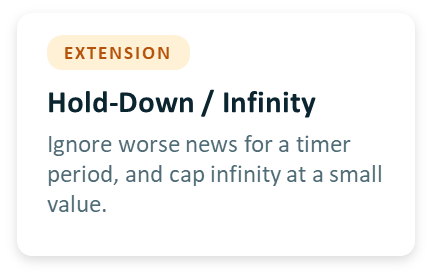 EXTENSION
Hold-Down / Infinity
Ignore worse news for a timer
period, and cap infinity at a small
value.